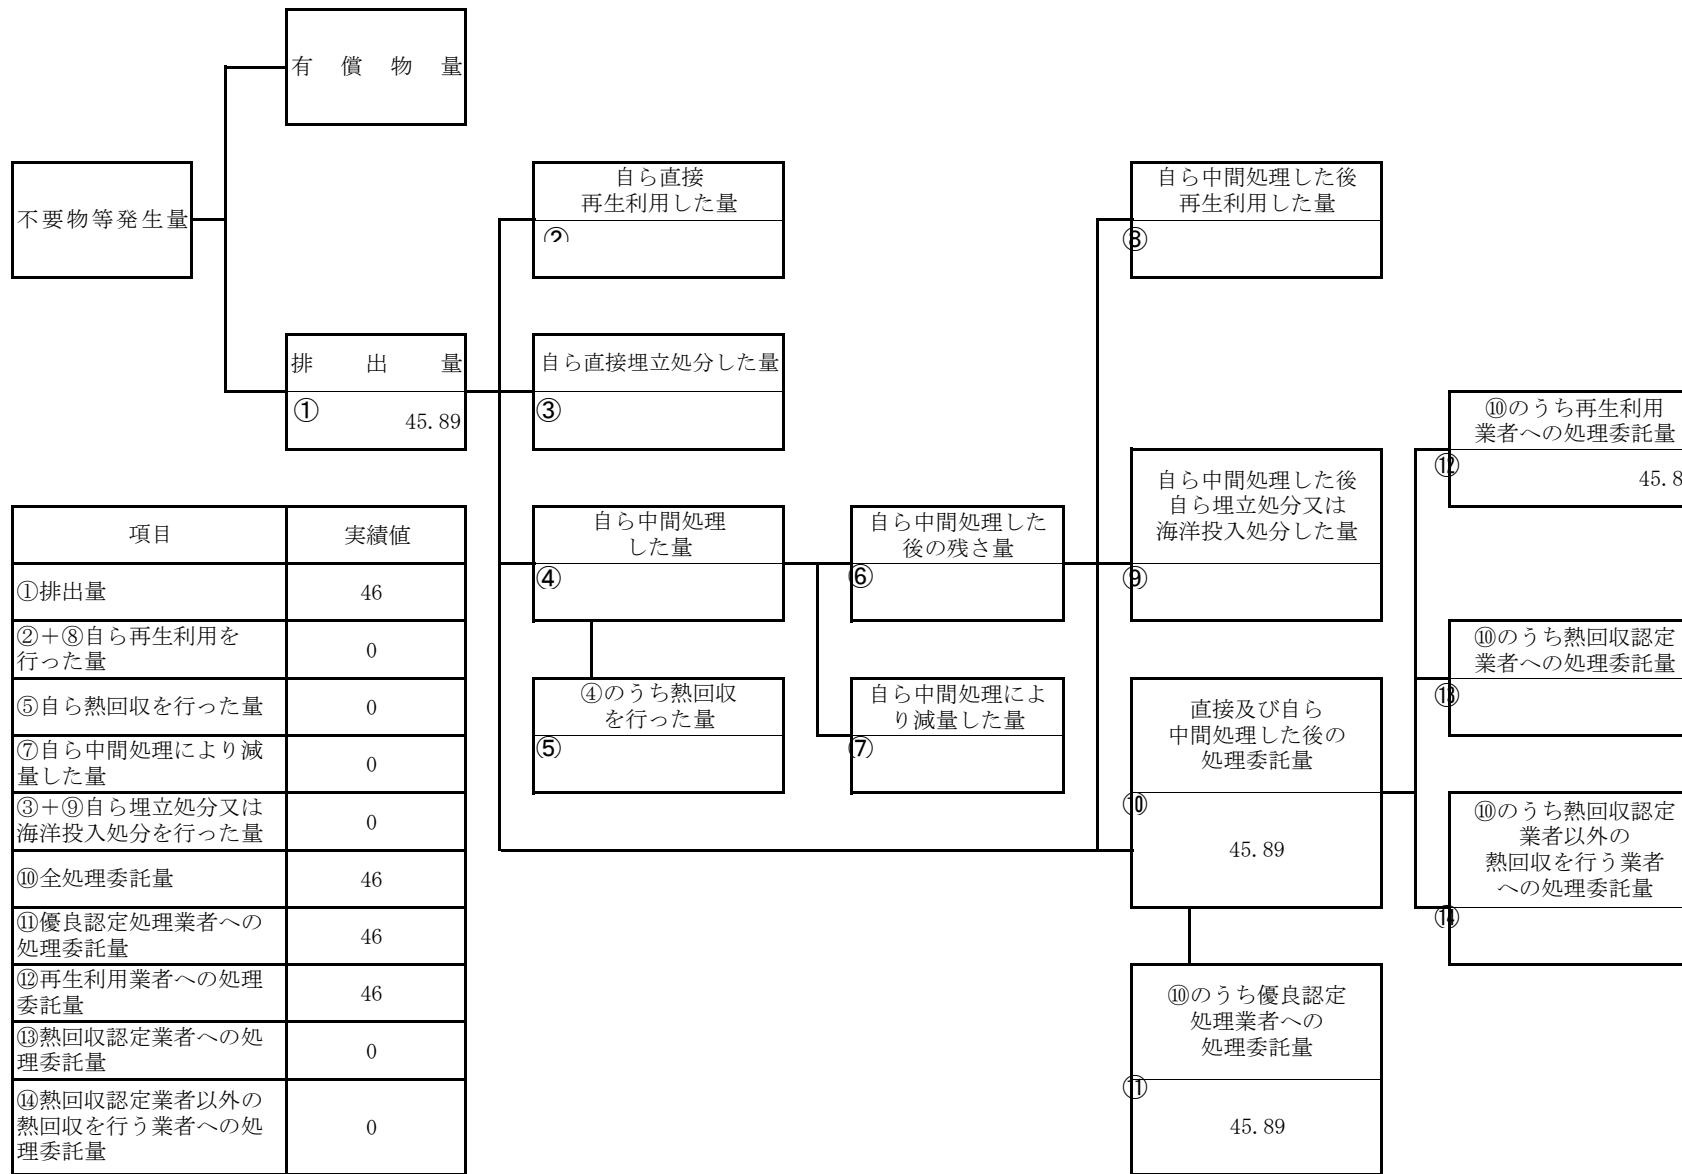 有償物量
不要物等発生量
自ら直接
再生利用した量
②
自ら中間処理した後
再生利用した量
⑧
排出量
① 45.89
自ら直接埋立処分した量
③
⑩のうち再生利用
業者への処理委託量
⑫
45.8
自ら中間処理した後
自ら埋立処分又は
海洋投入処分した量
⑨
自ら中間処理
した量
④
自ら中間処理した
後の残さ量
⑥
⑩のうち熱回収認定
業者への処理委託量
⑬
④のうち熱回収
を行った量
⑤
自ら中間処理によ
り減量した量
⑦
直接及び自ら
中間処理した後の
処理委託量
⑩
45.89
⑩のうち熱回収認定
業者以外の
熱回収を行う業者
への処理委託量
⑭
⑩のうち優良認定
処理業者への
処理委託量
⑪
45.89
項目 実績値
①排出量 46
②＋⑧自ら再生利用を
行った量 0
⑤自ら熱回収を行った量 0
⑦自ら中間処理により減
量した量 0
③＋⑨自ら埋立処分又は
海洋投入処分を行った量 0
⑩全処理委託量 46
⑪優良認定処理業者への
処理委託量 46
⑫再生利用業者への処理
委託量 46
⑬熱回収認定業者への処
理委託量 0
⑭熱回収認定業者以外の
熱回収を行う業者への処
理委託量 0